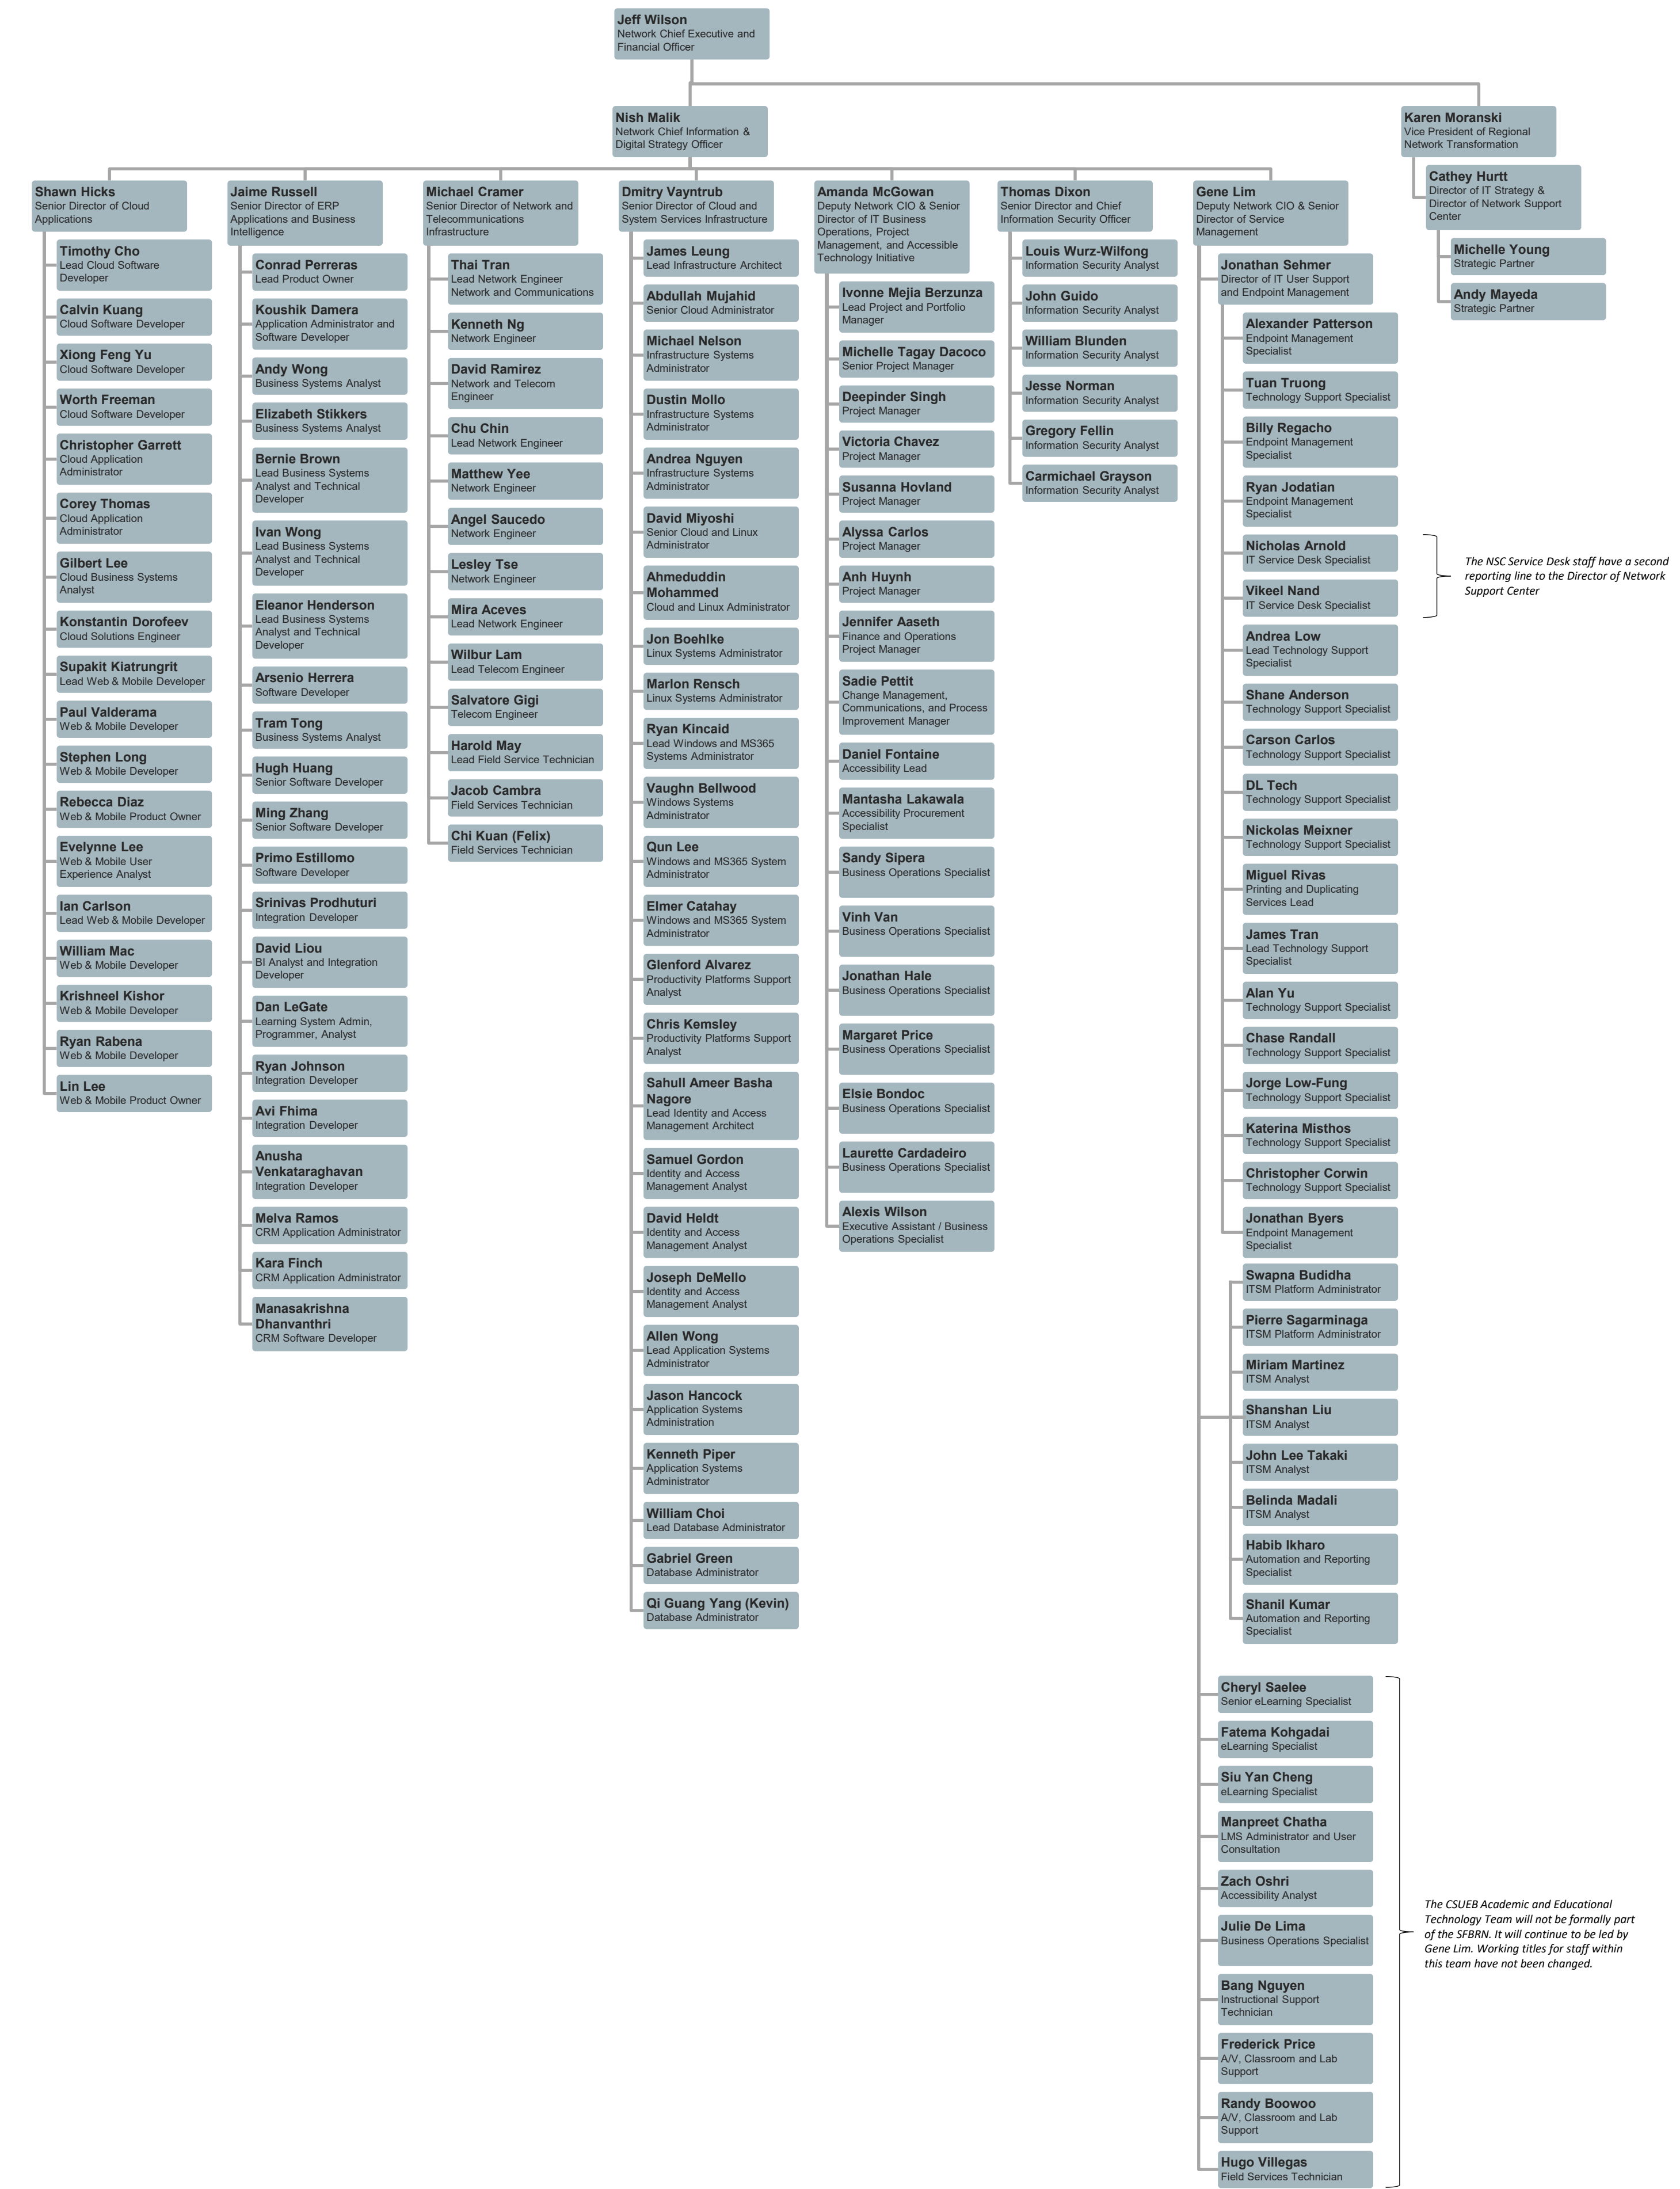 Jeff Wilson
Network Chief Executive and
Financial Officer
Nish Malik
Network Chief Information &
Digital Strategy Officer
Karen Moranski
Vice President of Regional
Network Transformation
Cathey Hurtt
Director of IT Strategy &
Director of Network Support
Center
Michelle Young
Strategic Partner
Andy Mayeda
Strategic Partner
Shawn Hicks
Senior Director of Cloud
Applications
Timothy Cho
Lead Cloud Software
Developer
Calvin Kuang
Cloud Software Developer
Xiong Feng Yu
Cloud Software Developer
Worth Freeman
Cloud Software Developer
Christopher Garrett
Cloud Application
Administrator
Corey Thomas
Cloud Application
Administrator
Gilbert Lee
Cloud Business Systems
Analyst
Konstantin Dorofeev
Cloud Solutions Engineer
Supakit Kiatrungrit
Lead Web & Mobile Developer
Paul Valderama
Web & Mobile Developer
Stephen Long
Web & Mobile Developer
Rebecca Diaz
Web & Mobile Product Owner
Evelynne Lee
Web & Mobile User
Experience Analyst
Ian Carlson
Lead Web & Mobile Developer
William Mac
Web & Mobile Developer
Krishneel Kishor
Web & Mobile Developer
Ryan Rabena
Web & Mobile Developer
Lin Lee
Web & Mobile Product Owner
Jaime Russell
Senior Director of ERP
Applications and Business
Intelligence
Conrad Perreras
Lead Product Owner
Koushik Damera
Application Administrator and
Software Developer
Andy Wong
Business Systems Analyst
Elizabeth Stikkers
Business Systems Analyst
Bernie Brown
Lead Business Systems
Analyst and Technical
Developer
Ivan Wong
Lead Business Systems
Analyst and Technical
Developer
Eleanor Henderson
Lead Business Systems
Analyst and Technical
Developer
Arsenio Herrera
Software Developer
Tram Tong
Business Systems Analyst
Hugh Huang
Senior Software Developer
Ming Zhang
Senior Software Developer
Primo Estillomo
Software Developer
Srinivas Prodhuturi
Integration Developer
David Liou
BI Analyst and Integration
Developer
Dan LeGate
Learning System Admin,
Programmer, Analyst
Ryan Johnson
Integration Developer
Avi Fhima
Integration Developer
Anusha
Venkataraghavan
Integration Developer
Melva Ramos
CRM Application Administrator
Kara Finch
CRM Application Administrator
Manasakrishna
Dhanvanthri
CRM Software Developer
Michael Cramer
Senior Director of Network and
Telecommunications
Infrastructure
Thai Tran
Lead Network Engineer
Network and Communications
Kenneth Ng
Network Engineer
David Ramirez
Network and Telecom
Engineer
Chu Chin
Lead Network Engineer
Matthew Yee
Network Engineer
Angel Saucedo
Network Engineer
Lesley Tse
Network Engineer
Mira Aceves
Lead Network Engineer
Wilbur Lam
Lead Telecom Engineer
Salvatore Gigi
Telecom Engineer
Harold May
Lead Field Service Technician
Jacob Cambra
Field Services Technician
Chi Kuan (Felix)
Field Services Technician
Dmitry Vayntrub
Senior Director of Cloud and
System Services Infrastructure
James Leung
Lead Infrastructure Architect
Abdullah Mujahid
Senior Cloud Administrator
Michael Nelson
Infrastructure Systems
Administrator
Dustin Mollo
Infrastructure Systems
Administrator
Andrea Nguyen
Infrastructure Systems
Administrator
David Miyoshi
Senior Cloud and Linux
Administrator
Ahmeduddin
Mohammed
Cloud and Linux Administrator
Jon Boehlke
Linux Systems Administrator
Marlon Rensch
Linux Systems Administrator
Ryan Kincaid
Lead Windows and MS365
Systems Administrator
Vaughn Bellwood
Windows Systems
Administrator
Qun Lee
Windows and MS365 System
Administrator
Elmer Catahay
Windows and MS365 System
Administrator
Glenford Alvarez
Productivity Platforms Support
Analyst
Chris Kemsley
Productivity Platforms Support
Analyst
Sahull Ameer Basha
Nagore
Lead Identity and Access
Management Architect
Samuel Gordon
Identity and Access
Management Analyst
David Heldt
Identity and Access
Management Analyst
Joseph DeMello
Identity and Access
Management Analyst
Allen Wong
Lead Application Systems
Administrator
Jason Hancock
Application Systems
Administration
Kenneth Piper
Application Systems
Administrator
William Choi
Lead Database Administrator
Gabriel Green
Database Administrator
Qi Guang Yang (Kevin)
Database Administrator
Amanda McGowan
Deputy Network CIO & Senior
Director of IT Business
Operations, Project
Management, and Accessible
Technology Initiative
Ivonne Mejia Berzunza
Lead Project and Portfolio
Manager
Michelle Tagay Dacoco
Senior Project Manager
Deepinder Singh
Project Manager
Victoria Chavez
Project Manager
Susanna Hovland
Project Manager
Alyssa Carlos
Project Manager
Anh Huynh
Project Manager
Jennifer Aaseth
Finance and Operations
Project Manager
Sadie Pettit
Change Management,
Communications, and Process
Improvement Manager
Daniel Fontaine
Accessibility Lead
Mantasha Lakawala
Accessibility Procurement
Specialist
Sandy Sipera
Business Operations Specialist
Vinh Van
Business Operations Specialist
Jonathan Hale
Business Operations Specialist
Margaret Price
Business Operations Specialist
Elsie Bondoc
Business Operations Specialist
Laurette Cardadeiro
Business Operations Specialist
Alexis Wilson
Executive Assistant / Business
Operations Specialist
Thomas Dixon
Senior Director and Chief
Information Security Officer
Louis Wurz-Wilfong
Information Security Analyst
John Guido
Information Security Analyst
William Blunden
Information Security Analyst
Jesse Norman
Information Security Analyst
Gregory Fellin
Information Security Analyst
Carmichael Grayson
Information Security Analyst
Gene Lim
Deputy Network CIO & Senior
Director of Service
Management
Jonathan Sehmer
Director of IT User Support
and Endpoint Management
Alexander Patterson
Endpoint Management
Specialist
Tuan Truong
Technology Support Specialist
Billy Regacho
Endpoint Management
Specialist
Ryan Jodatian
Endpoint Management
Specialist
Nicholas Arnold
IT Service Desk Specialist
Vikeel Nand
IT Service Desk Specialist
The NSC Service Desk staff have a second
reporting line to the Director of Network
Support Center
Andrea Low
Lead Technology Support
Specialist
Shane Anderson
Technology Support Specialist
Carson Carlos
Technology Support Specialist
DL Tech
Technology Support Specialist
Nickolas Meixner
Technology Support Specialist
Miguel Rivas
Printing and Duplicating
Services Lead
James Tran
Lead Technology Support
Specialist
Alan Yu
Technology Support Specialist
Chase Randall
Technology Support Specialist
Jorge Low-Fung
Technology Support Specialist
Katerina Misthos
Technology Support Specialist
Christopher Corwin
Technology Support Specialist
Jonathan Byers
Endpoint Management
Specialist
Swapna Budidha
ITSM Platform Administrator
Pierre Sagarminaga
ITSM Platform Administrator
Miriam Martinez
ITSM Analyst
Shanshan Liu
ITSM Analyst
John Lee Takaki
ITSM Analyst
Belinda Madali
ITSM Analyst
Habib Ikharo
Automation and Reporting
Specialist
Shanil Kumar
Automation and Reporting
Specialist
Cheryl Saelee
Senior eLearning Specialist
Fatema Kohgadai
eLearning Specialist
Siu Yan Cheng
eLearning Specialist
Manpreet Chatha
LMS Administrator and User
Consultation
Zach Oshri
Accessibility Analyst
Julie De Lima
Business Operations Specialist
Bang Nguyen
Instructional Support
Technician
Frederick Price
A/V, Classroom and Lab
Support
Randy Boowoo
A/V, Classroom and Lab
Support
Hugo Villegas
Field Services Technician
The CSUEB Academic and Educational
Technology Team will not be formally part
of the SFBRN. It will continue to be led by
Gene Lim. Working titles for staff within
this team have not been changed.